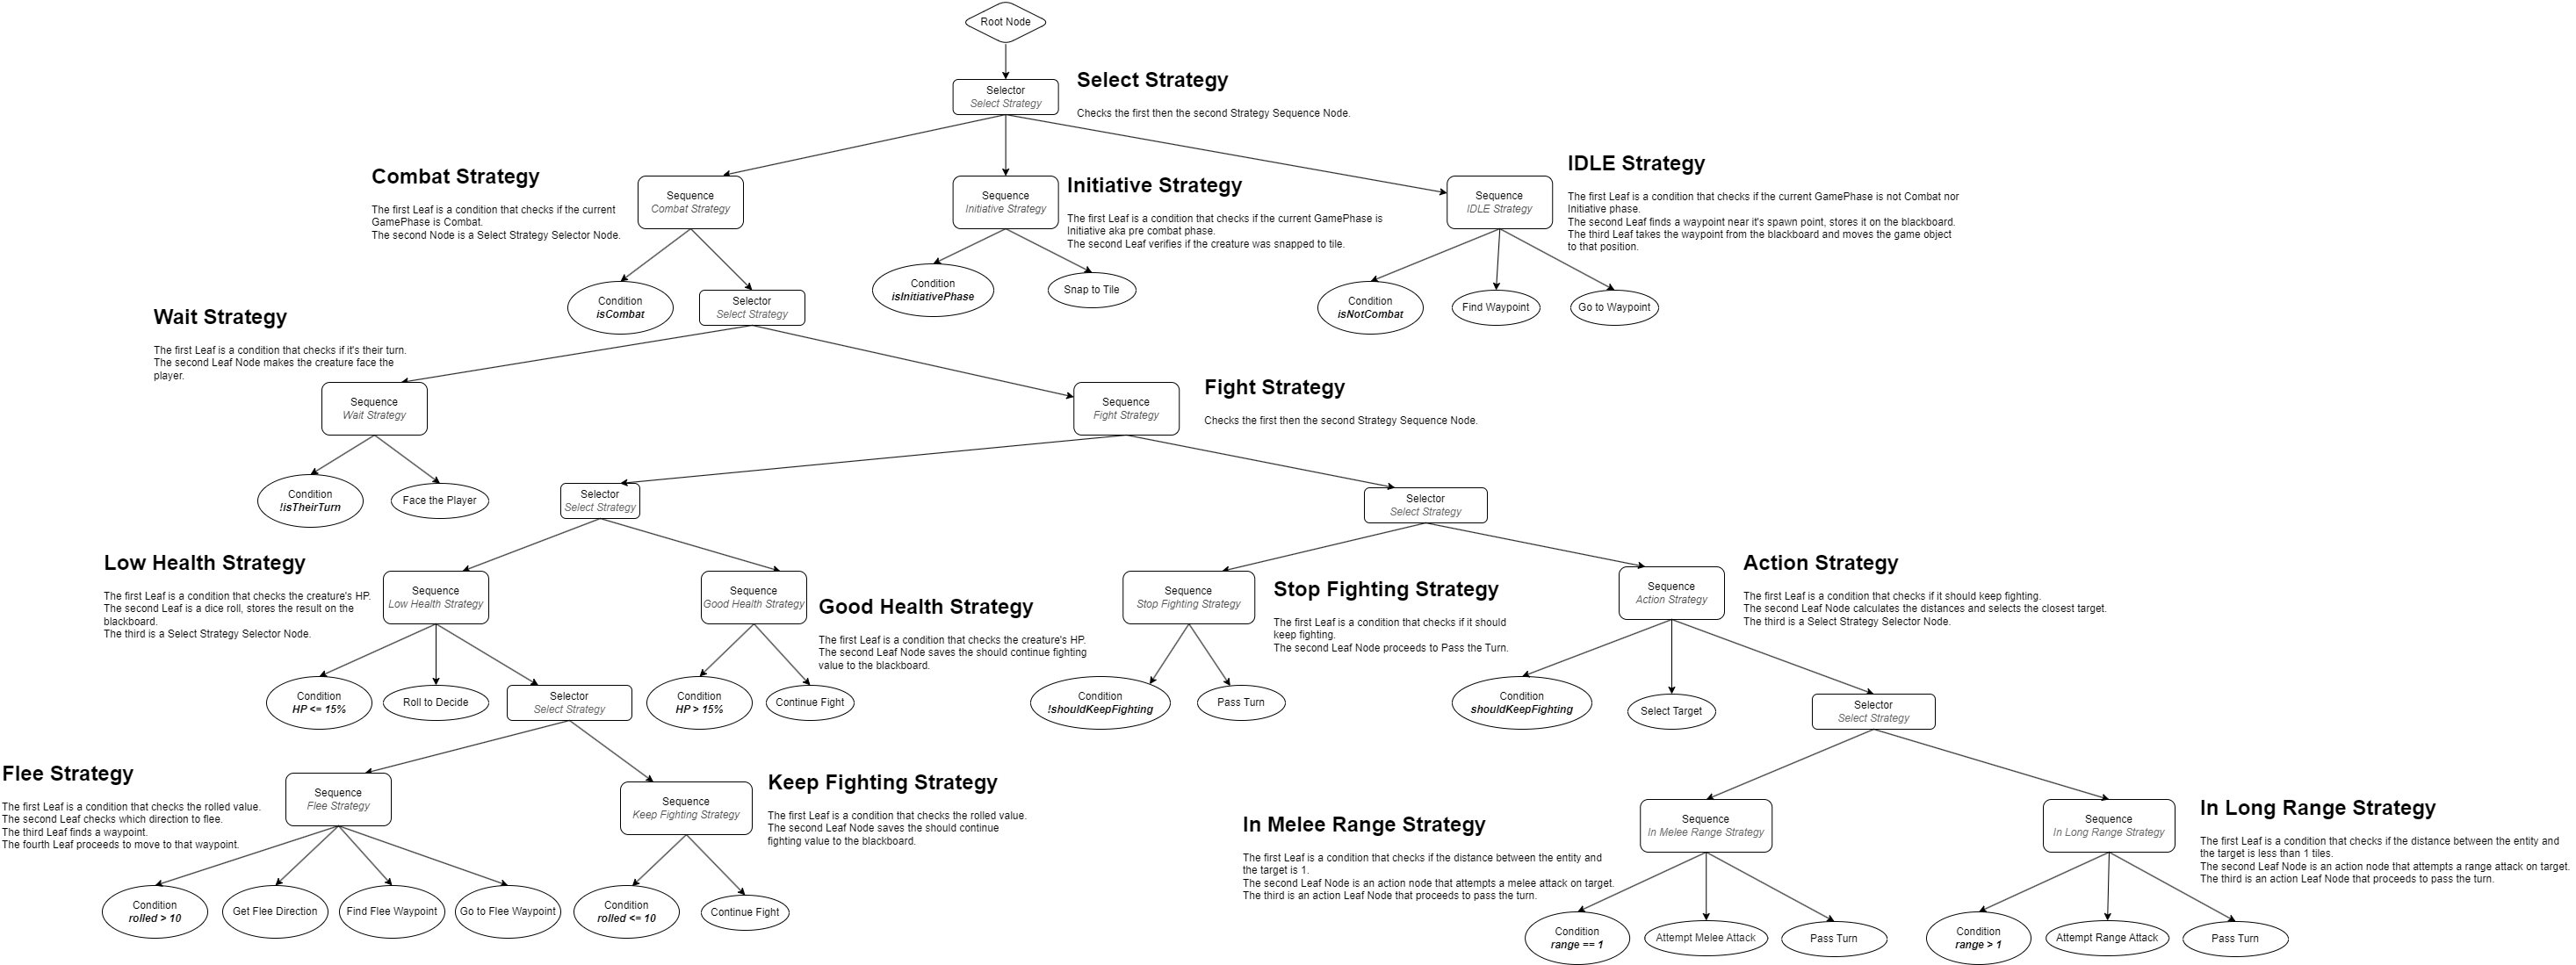 Root Node
Selector
Select Strategy
Select Strategy
Checks the first then the second Strategy Sequence Node.
Combat Strategy
The first Leaf is a condition that checks if the current
GamePhase is Combat.
The second Node is a Select Strategy Selector Node.
Sequence
Combat Strategy
Sequence
Initiative Strategy
Initiative Strategy
The first Leaf is a condition that checks if the current GamePhase is
Initiative aka pre combat phase.
The second Leaf verifies if the creature was snapped to tile.
Sequence
IDLE Strategy
IDLE Strategy
The first Leaf is a condition that checks if the current GamePhase is not Combat nor
Initiative phase.
The second Leaf finds a waypoint near it's spawn point, stores it on the blackboard.
The third Leaf takes the waypoint from the blackboard and moves the game object
to that position.
Condition
isCombat
Selector
Select Strategy
Condition
isInitiativePhase
Snap to Tile
Condition
isNotCombat
Find Waypoint
Go to Waypoint
Wait Strategy
The first Leaf is a condition that checks if it's their turn.
The second Leaf Node makes the creature face the
player.
Sequence
Wait Strategy
Sequence
Fight Strategy
Fight Strategy
Checks the first then the second Strategy Sequence Node.
Condition
!isTheirTurn
Face the Player
Selector
Select Strategy
Selector
Select Strategy
Low Health Strategy
The first Leaf is a condition that checks the creature's HP.
The second Leaf is a dice roll, stores the result on the
blackboard.
The third is a Select Strategy Selector Node.
Sequence
Low Health Strategy
Sequence
Good Health Strategy
Good Health Strategy
The first Leaf is a condition that checks the creature's HP.
The second Leaf Node saves the should continue fighting
value to the blackboard.
Sequence
Stop Fighting Strategy
Stop Fighting Strategy
The first Leaf is a condition that checks if it should
keep fighting.
The second Leaf Node proceeds to Pass the Turn.
Sequence
Action Strategy
Action Strategy
The first Leaf is a condition that checks if it should keep fighting.
The second Leaf Node calculates the distances and selects the closest target.
The third is a Select Strategy Selector Node.
Condition
HP <= 15%
Roll to Decide
Selector
Select Strategy
Condition
HP > 15%
Continue Fight
Condition
!shouldKeepFighting
Pass Turn
Condition
shouldKeepFighting
Select Target
Selector
Select Strategy
Flee Strategy
The first Leaf is a condition that checks the rolled value.
The second Leaf checks which direction to flee.
The third Leaf finds a waypoint.
The fourth Leaf proceeds to move to that waypoint.
Sequence
Flee Strategy
Sequence
Keep Fighting Strategy
Keep Fighting Strategy
The first Leaf is a condition that checks the rolled value.
The second Leaf Node saves the should continue
fighting value to the blackboard.
In Melee Range Strategy
The first Leaf is a condition that checks if the distance between the entity and
the target is 1.
The second Leaf Node is an action node that attempts a melee attack on target.
The third is an action Leaf Node that proceeds to pass the turn.
Sequence
In Melee Range Strategy
Sequence
In Long Range Strategy
In Long Range Strategy
The first Leaf is a condition that checks if the distance between the entity and
the target is less than 1 tiles.
The second Leaf Node is an action node that attempts a range attack on target.
The third is an action Leaf Node that proceeds to pass the turn.
Condition
rolled > 10
Get Flee Direction
Find Flee Waypoint
Go to Flee Waypoint
Condition
rolled <= 10
Continue Fight
Condition
range == 1
Attempt Melee Attack
Pass Turn
Condition
range > 1
Attempt Range Attack
Pass Turn